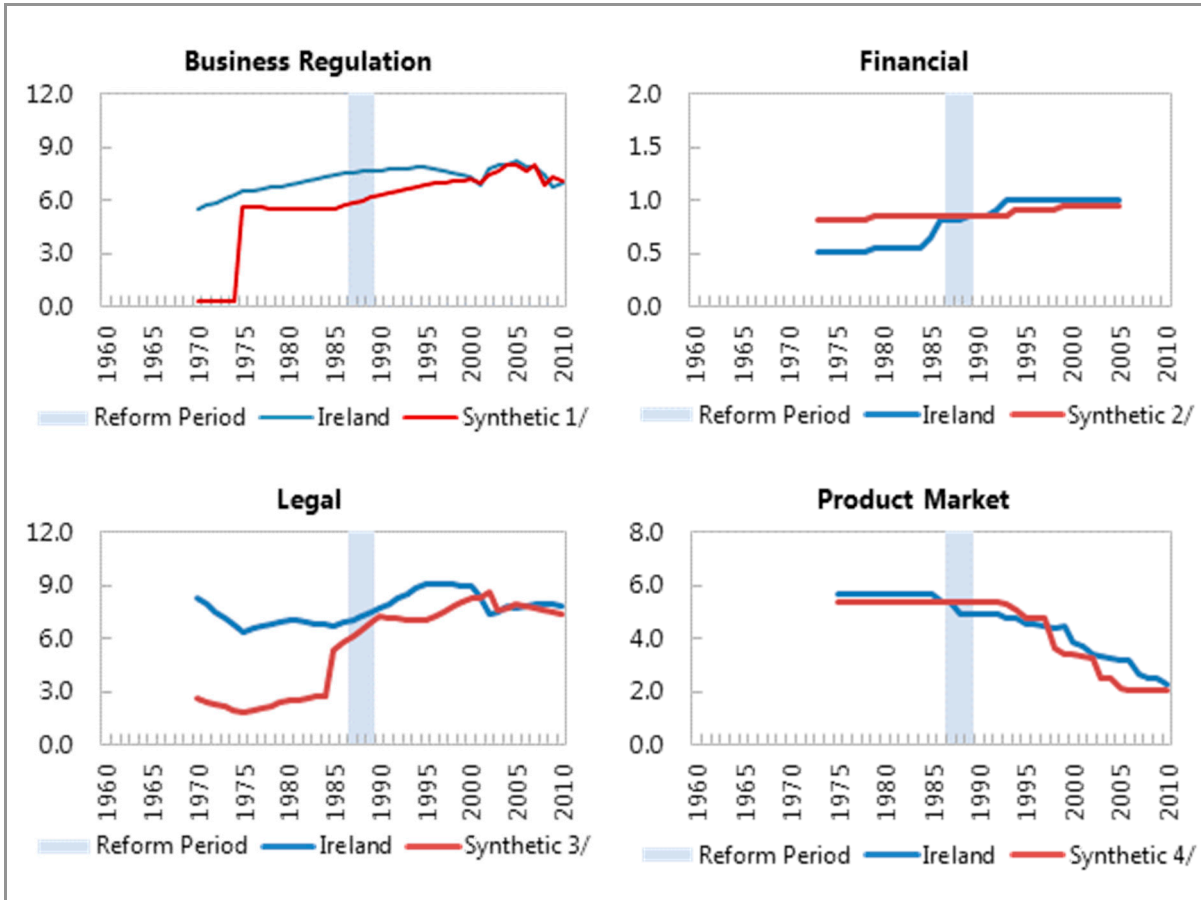 Business Regulation
12.0
9.0
6.0
3.0
0.0
1960 1965 1970 1975 1980 1985 1990 1995 2000 2005 2010
Reform Period Ireland Synthetic 1/
Financial
2.0
1.5
1.0
0.5
0.0
1960 1965 1970 1975 1980 1985 1990 1995 2000 2005 2010
Reform Period Ireland Synthetic 2/
Legal
12.0
9.0
6.0
3.0
0.0
1960 1965 1970 1975 1980 1985 1990 1995 2000 2005 2010
Reform Period Ireland Synthetic 3/
Product Market
8.0
6.0
4.0
2.0
0.0
1960 1965 1970 1975 1980 1985 1990 1995 2000 2005 2010
Reform Period Ireland Synthetic 4/